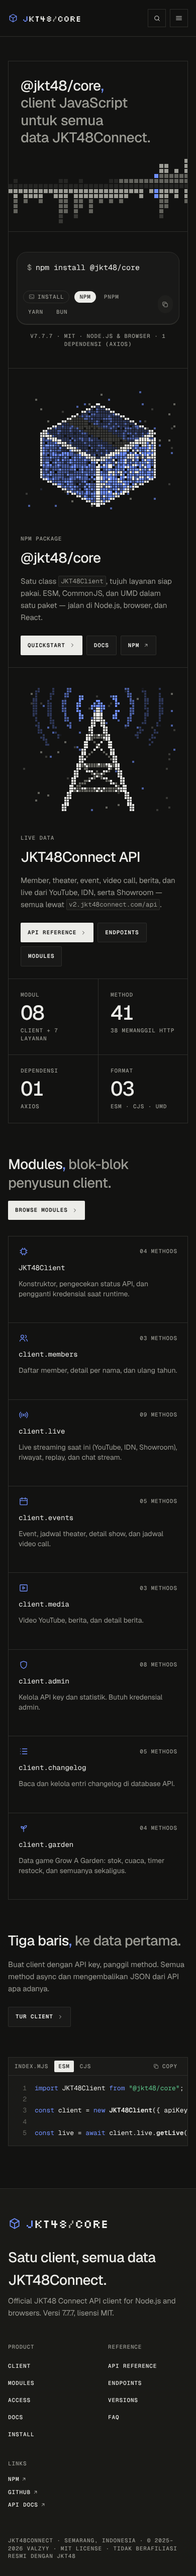 JKT48/CORE
@jkt48/core,
client JavaScript
untuk semua
data JKT48Connect.
$ npm install @jkt48/core
INSTALL NPM PNPM
YARN BUN
V7.7.7 · MIT · NODE.JS & BROWSER · 1
DEPENDENSI (AXIOS)
NPM PACKAGE
@jkt48/core
Satu class JKT48Client, tujuh layanan siap
pakai. ESM, CommonJS, dan UMD dalam
satu paket — jalan di Node.js, browser, dan
React.
QUICKSTART DOCS NPM ↗
LIVE DATA
JKT48Connect API
Member, theater, event, video call, berita, dan
live dari YouTube, IDN, serta Showroom —
semua lewat v2.jkt48connect.com/api.
API REFERENCE ENDPOINTS
MODULES
MODUL
08
CLIENT + 7
LAYANAN
METHOD
41
38 MEMANGGIL HTTP
DEPENDENSI
01
AXIOS
FORMAT
03
ESM · CJS · UMD
Modules, blok-blok
penyusun client.
BROWSE MODULES
04 METHODS
JKT48Client
Konstruktor, pengecekan status API, dan
pengganti kredensial saat runtime.
03 METHODS
client.members
Daftar member, detail per nama, dan ulang tahun.
09 METHODS
client.live
Live streaming saat ini (YouTube, IDN, Showroom),
riwayat, replay, dan chat stream.
05 METHODS
client.events
Event, jadwal theater, detail show, dan jadwal
video call.
03 METHODS
client.media
Video YouTube, berita, dan detail berita.
08 METHODS
client.admin
Kelola API key dan statistik. Butuh kredensial
admin.
05 METHODS
client.changelog
Baca dan kelola entri changelog di database API.
04 METHODS
client.garden
Data game Grow A Garden: stok, cuaca, timer
restock, dan semuanya sekaligus.
Tiga baris, ke data pertama.
Buat client dengan API key, panggil method. Semua
method async dan mengembalikan JSON dari API
apa adanya.
TUR CLIENT
INDEX.MJS ESM CJS COPY
1 import JKT48Client from "@jkt48/core";
2
3 const client = new JKT48Client({ apiKey
4
5 const live = await client.live.getLive(
JKT48/CORE
Satu client, semua data
JKT48Connect.
Official JKT48 Connect API client for Node.js and
browsers. Versi 7.7.7, lisensi MIT.
PRODUCT
CLIENT
MODULES
ACCESS
DOCS
INSTALL
REFERENCE
API REFERENCE
ENDPOINTS
VERSIONS
FAQ
LINKS
NPM ↗
GITHUB ↗
API DOCS ↗
JKT48CONNECT · SEMARANG, INDONESIA · © 2025–
2026 VALZYY · MIT LICENSE · TIDAK BERAFILIASI
RESMI DENGAN JKT48